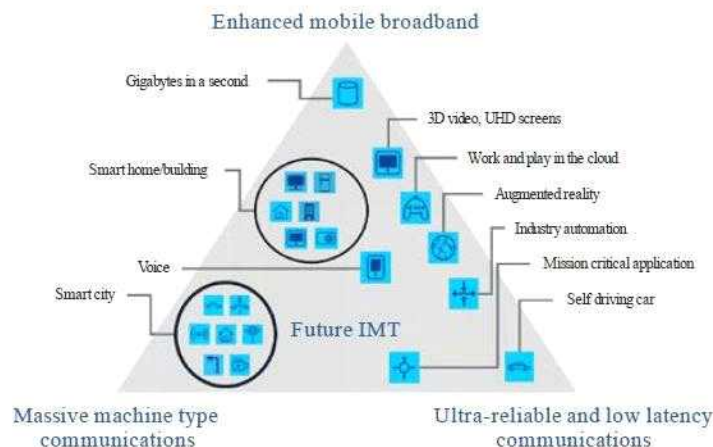 Enhanced mobile broadband
Gigabytes in a second
3D video, UHD screens
Work and play in the cloud
Smart home/building
Augmented reality
Industry automation
Mission critical application
Voice
Self driving car
Smart city
Future IMT
Massive machine type
communications
Ultra-reliable and low latency
communications